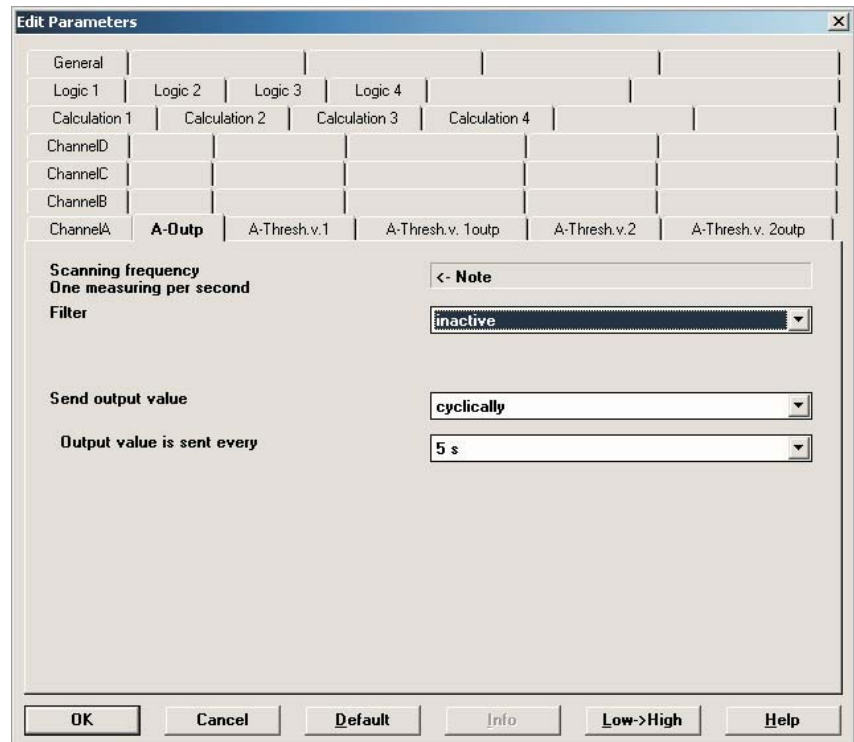 Edit Parameters
General
Logic 1 Logic 2 Logic 3 Logic 4
Calculation 1 Calculation 2 Calculation 3 Calculation 4
ChannelD
ChannelC
ChannelB
ChannelA A-Outp A-Thresh.v.1 A-Thresh.v. 1outp A-Thresh.v.2 A-Thresh.v. 2outp
Scanning frequency
One measuring per second
<- Note
Filter
inactive
Send output value
cyclically
Output value is sent every
5 s
OK Cancel Default Info Low->High Help